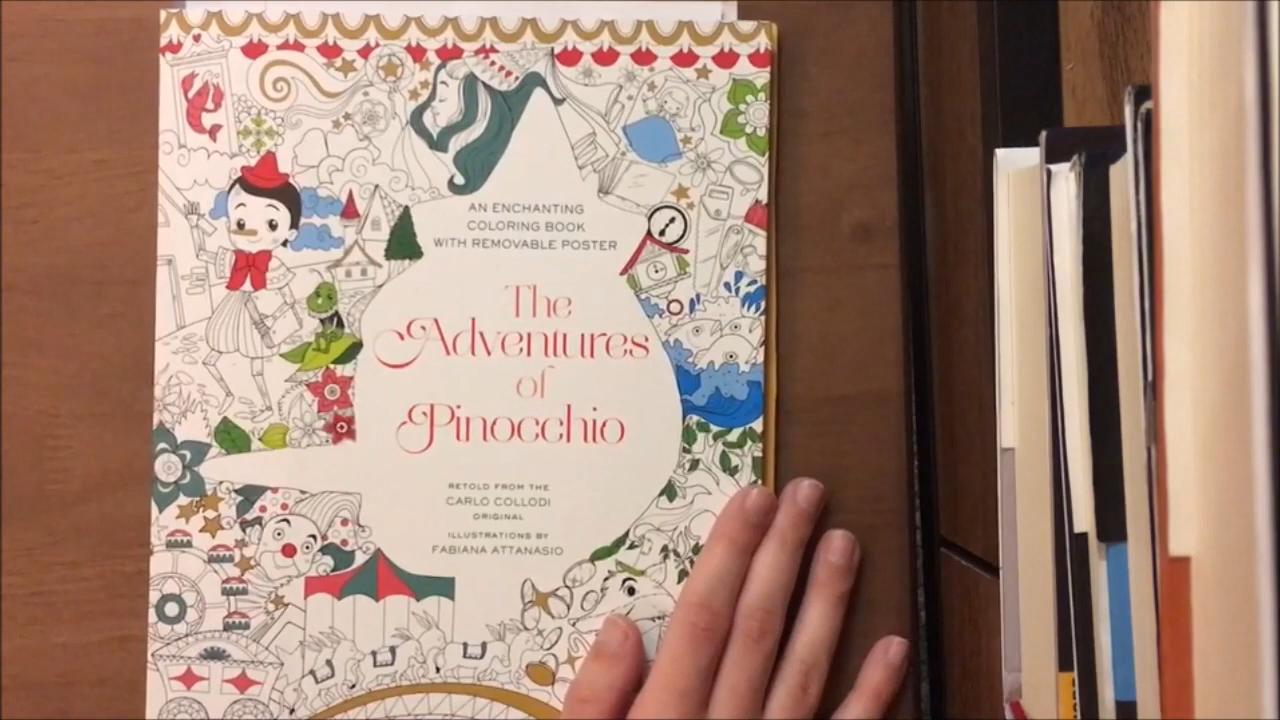 AN ENCHANTING
COLORING BOOK
WITH REMOVABLE POSTER
The
Adventures
of
Pinocchio
RETOLD FROM THE
CARLO COLLODI
ORIGINAL
ILLUSTRATIONS BY
FABIANA ATTANASIO